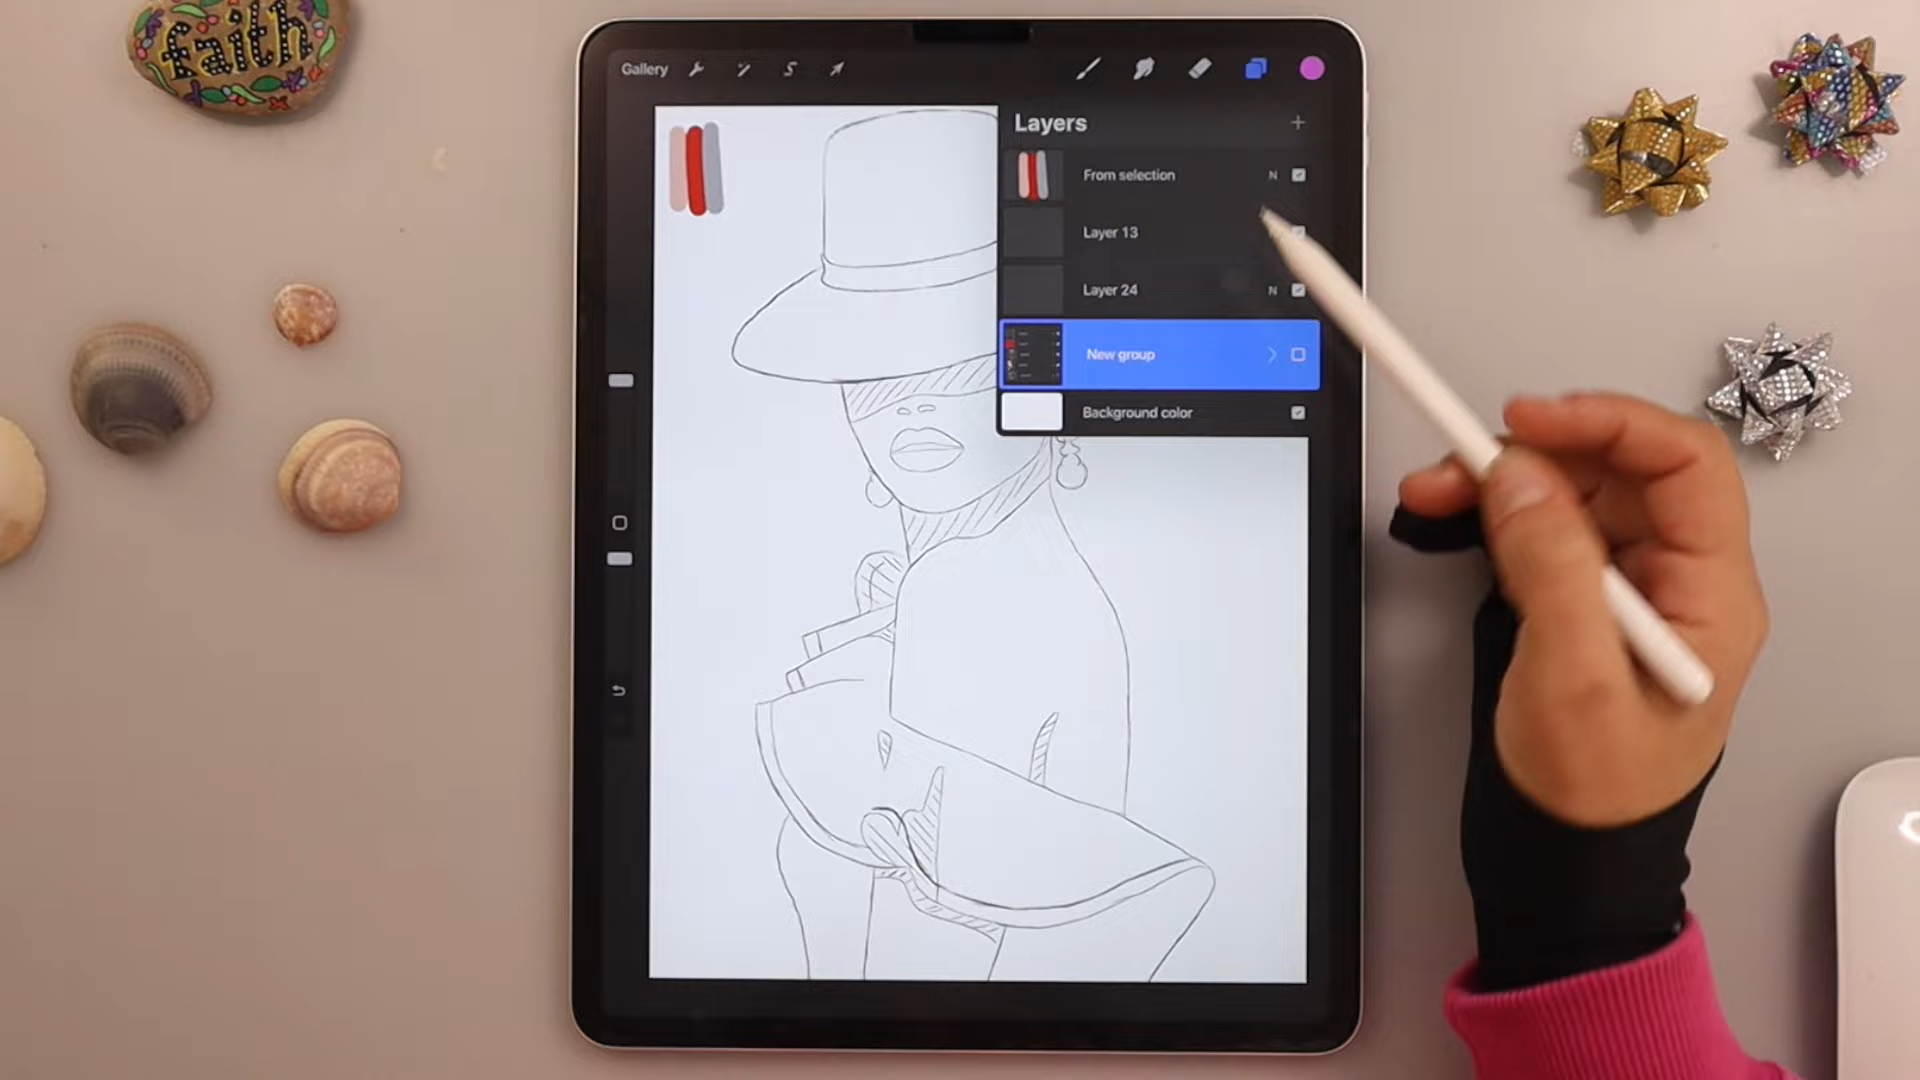 faith
Gallery
Layers
From selection N
Layer 13
Layer 24 N
New group
Background color